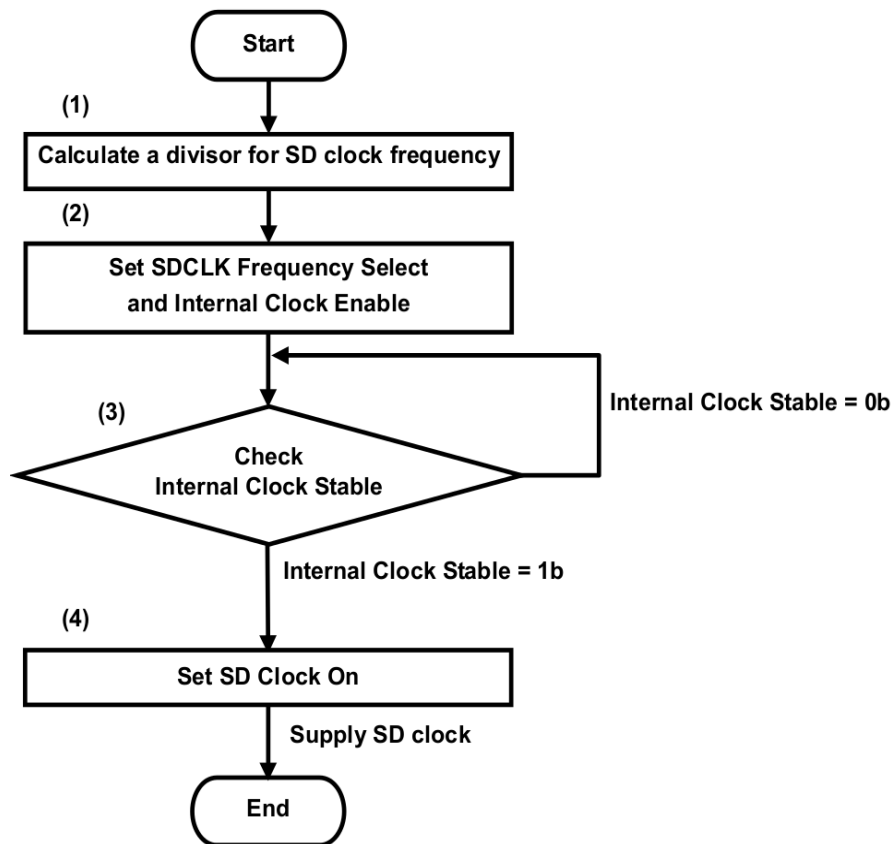 Start
(1)
Calculate a divisor for SD clock frequency
(2)
Set SDCLK Frequency Select
and Internal Clock Enable
(3)
Check
Internal Clock Stable
Internal Clock Stable = 0b
Internal Clock Stable = 1b
(4)
Set SD Clock On
Supply SD clock
End